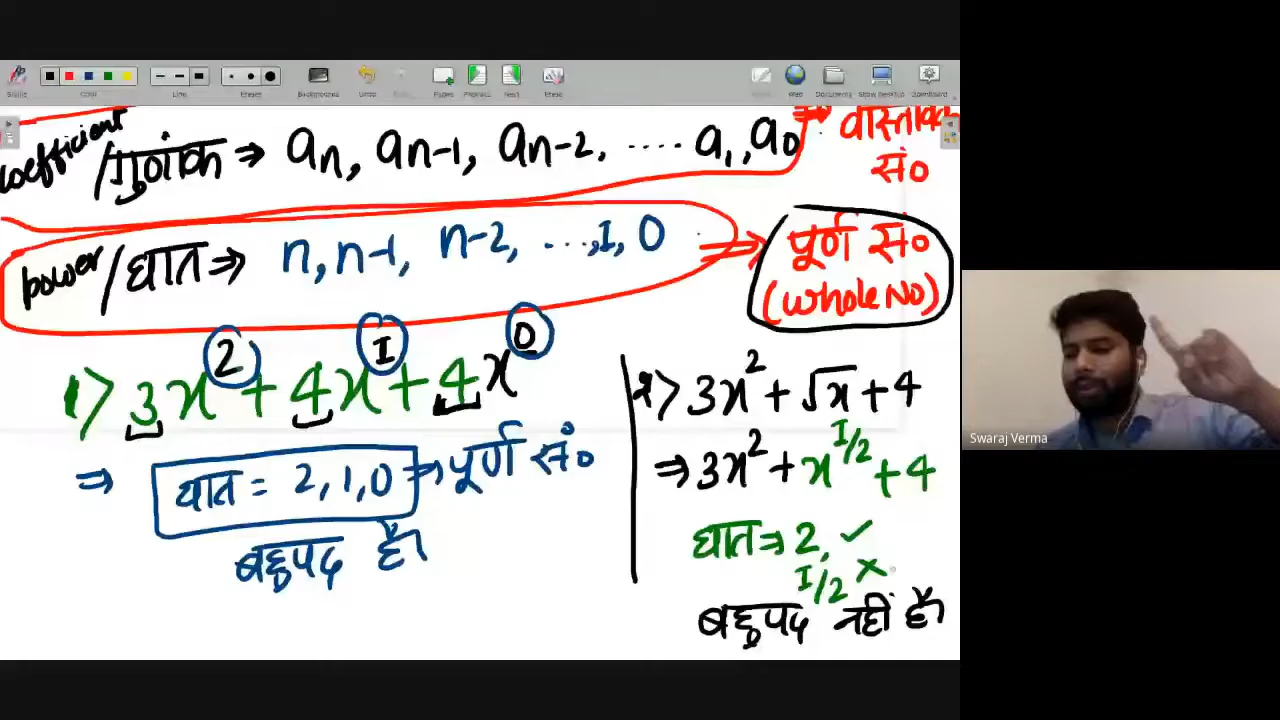 coefficient/गुणांक ⇒ an, an-1, an-2, .... a1, a0
⇒ वास्तविक
सं०
power/घात ⇒ n, n-1, n-2, ...,1, 0
⇒ पूर्ण सं०
(whole No)
1> 3x²+4x¹+4x⁰
⇒ घात = 2, 1, 0 → पूर्ण सं०
बहुपद है।
2> 3x²+√x+4
⇒ 3x²+x^1/2+4
घात ⇒ 2, ✓
1/2 ×
बहुपद नहीं है।
Swaraj Verma